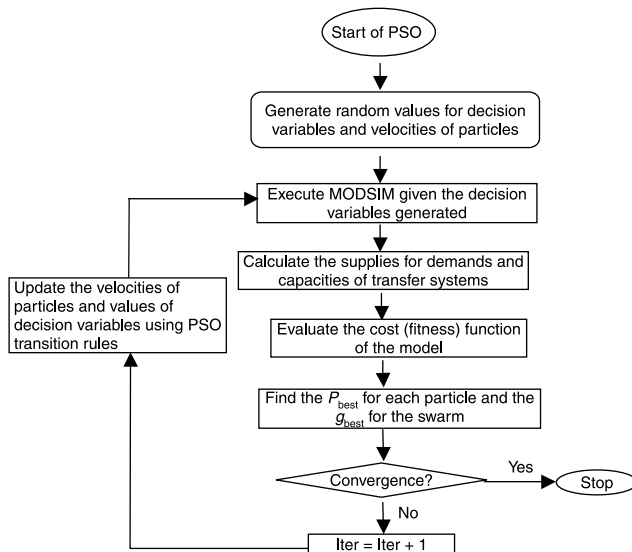 Start of PSO
Generate random values for decision
variables and velocities of particles
Execute MODSIM given the decision
variables generated
Calculate the supplies for demands and
capacities of transfer systems
Update the velocities of
particles and values of
decision variables using PSO
transition rules
Evaluate the cost (fitness) function
of the model
Find the Pbest for each particle and the
gbest for the swarm
Convergence?
Yes
Stop
No
Iter = Iter + 1